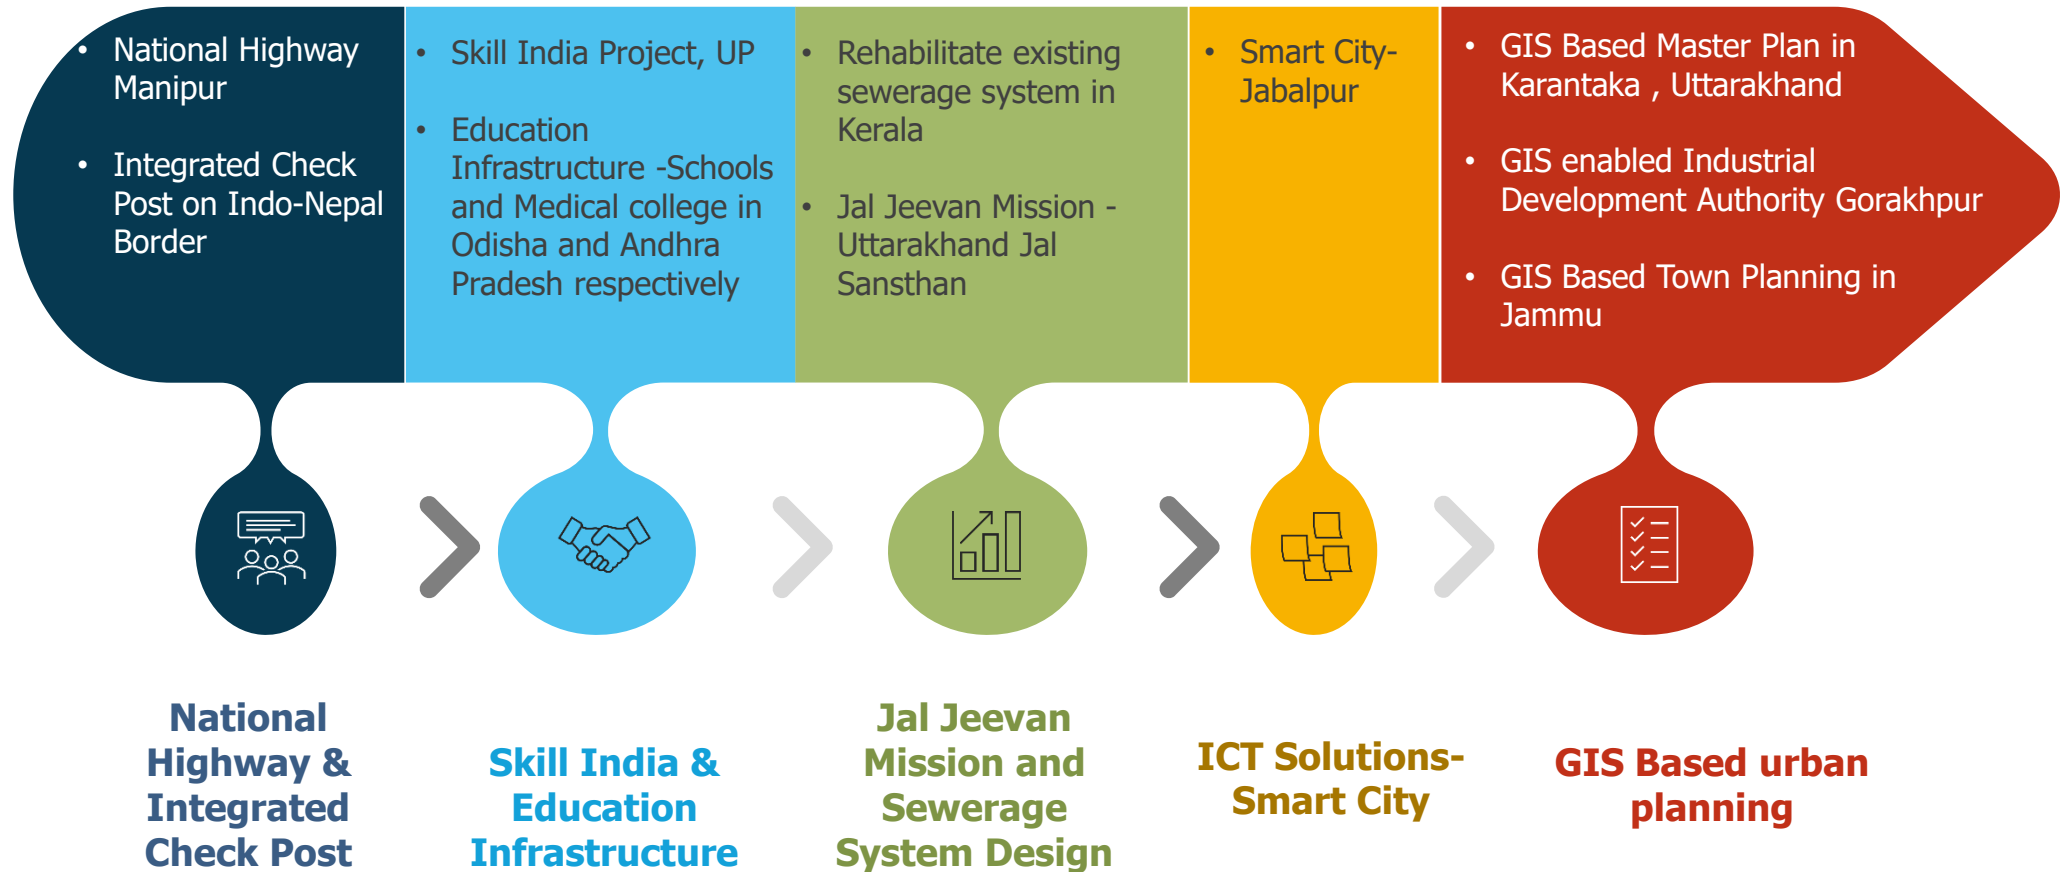 • National Highway
Manipur
• Integrated Check
Post on Indo-Nepal
Border
• Skill India Project, UP
• Education
Infrastructure -Schools
and Medical college in
Odisha and Andhra
Pradesh respectively
• Rehabilitate existing
sewerage system in
Kerala
• Jal Jeevan Mission -
Uttarakhand Jal
Sansthan
• Smart City-
Jabalpur
• GIS Based Master Plan in
Karantaka , Uttarakhand
• GIS enabled Industrial
Development Authority Gorakhpur
• GIS Based Town Planning in
Jammu
National
Highway &
Integrated
Check Post
Skill India &
Education
Infrastructure
Jal Jeevan
Mission and
Sewerage
System Design
ICT Solutions-
Smart City
GIS Based urban
planning